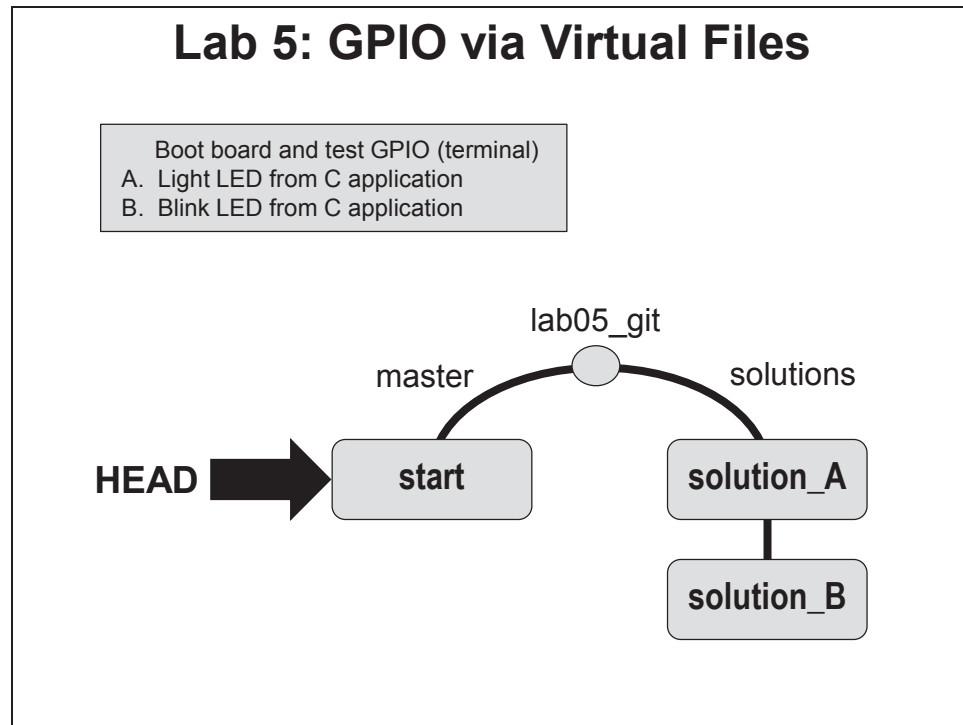 Lab 5: GPIO via Virtual Files
Boot board and test GPIO (terminal)
A. Light LED from C application
B. Blink LED from C application
lab05_git
master
solutions
HEAD
start
solution_A
solution_B